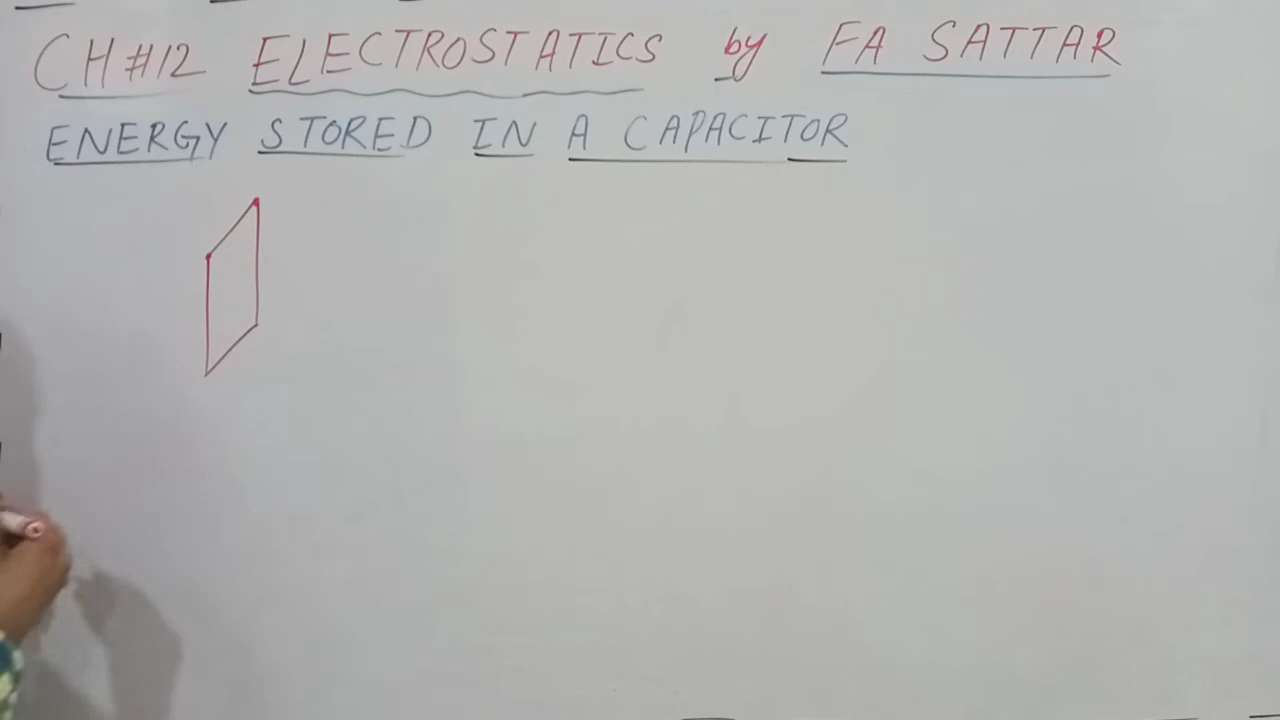 CH#12 ELECTROSTATICS by FA SATTAR
ENERGY STORED IN A CAPACITOR